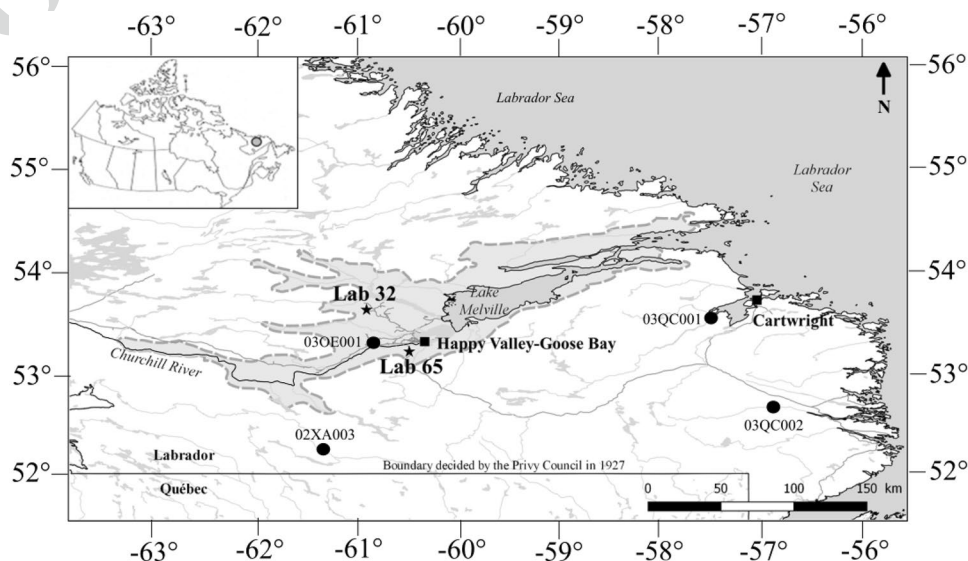 -63° -62° -61° -60° -59° -58° -57° -56°
56° 56°
Labrador Sea
N
55° 55°
Labrador
Sea
54° 54°
Lab 32
Lake
Melville
03QC001
Cartwright
03OE001
Happy Valley-Goose Bay
Churchill River
Lab 65
53° 53°
03QC002
02XA003
Labrador
Boundary decided by the Privy Council in 1927
52° 52°
Québec
0 50 100 150 km
-63° -62° -61° -60° -59° -58° -57° -56°